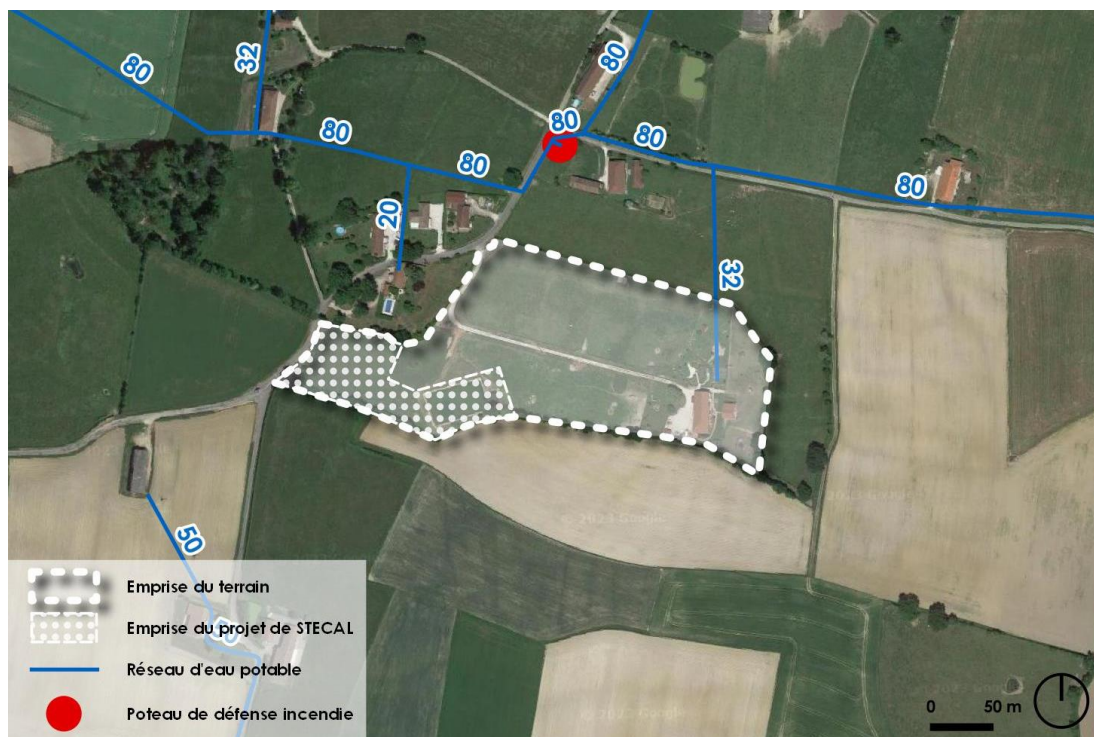 80
32
80
80
80
80
80
80
20
32
50
Emprise du terrain
Emprise du projet de STECAL
Réseau d'eau potable
Poteau de défense incendie
0 50 m